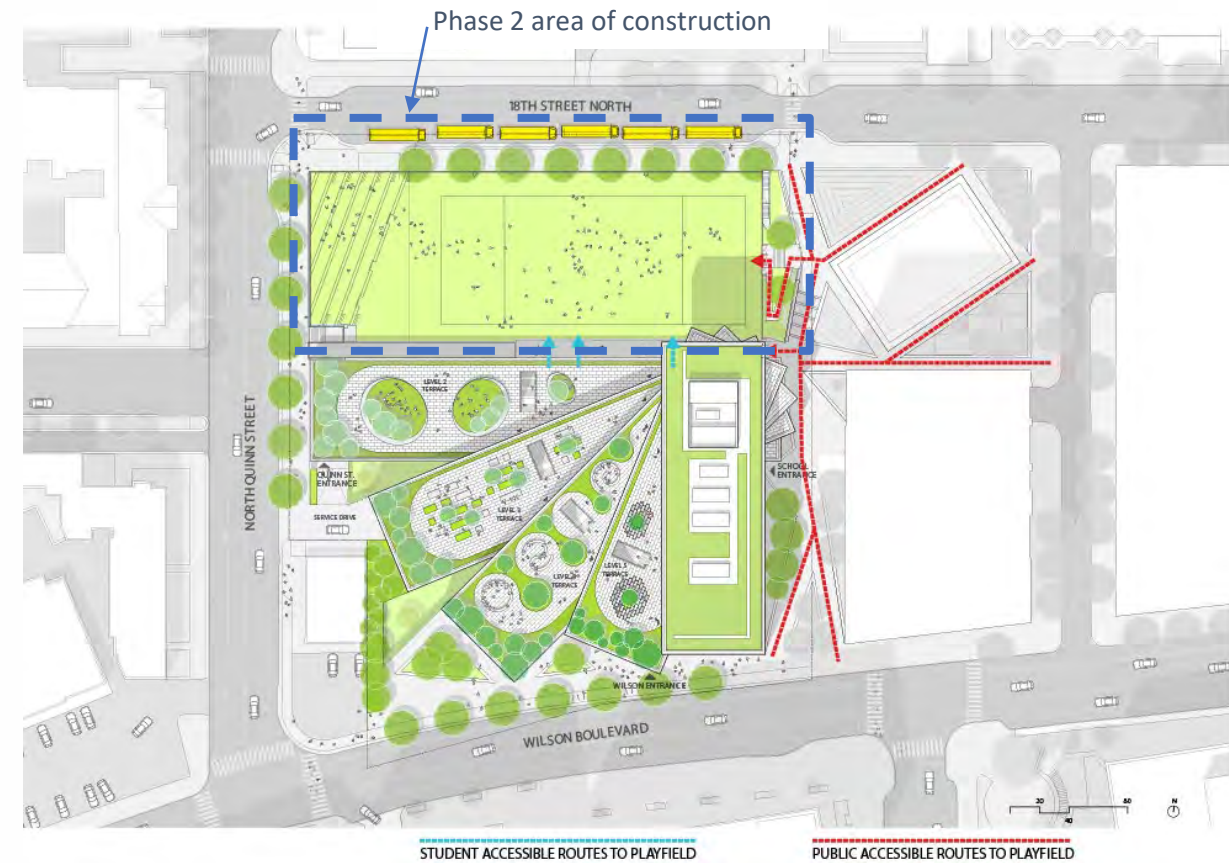 Phase 2 area of construction
18TH STREET NORTH
NORTH QUINN STREET
LEVEL 2
TERRACE
QUINN ST.
ENTRANCE
SERVICE DRIVE
LEVEL 3
TERRACE
LEVEL 4
TERRACE
LEVEL 5
TERRACE
SCHOOL
ENTRANCE
WILSON ENTRANCE
WILSON BOULEVARD
20
80
40
N
STUDENT ACCESSIBLE ROUTES TO PLAYFIELD
PUBLIC ACCESSIBLE ROUTES TO PLAYFIELD